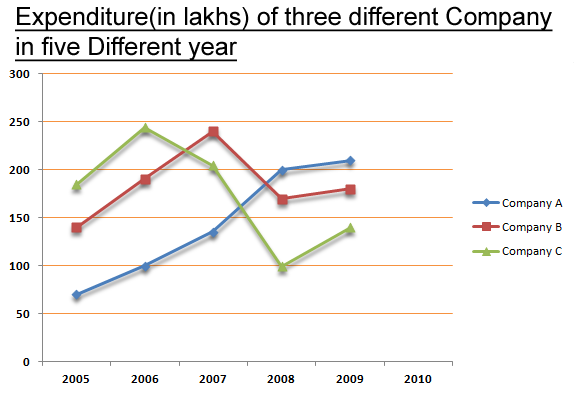 Expenditure(in lakhs) of three different Company
in five Different year
300
250
200
150
100
50
0
2005 2006 2007 2008 2009 2010
Company A
Company B
Company C